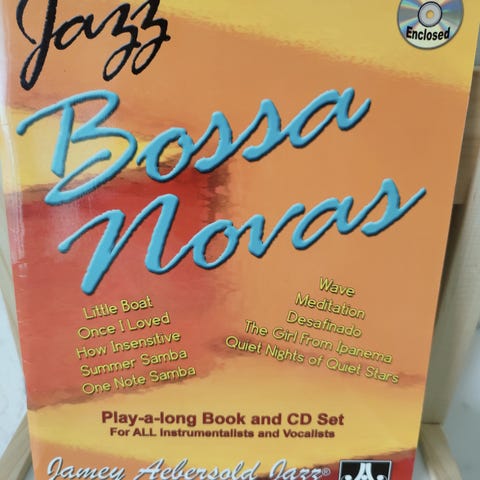 Jazz
Enclosed
Bossa
Novas
Little Boat
Once I Loved
How Insensitive
Summer Samba
One Note Samba
Wave
Meditation
Desafinado
The Girl From Ipanema
Quiet Nights of Quiet Stars
Play-a-long Book and CD Set
For ALL Instrumentalists and Vocalists
Jamey Aebersold Jazz®